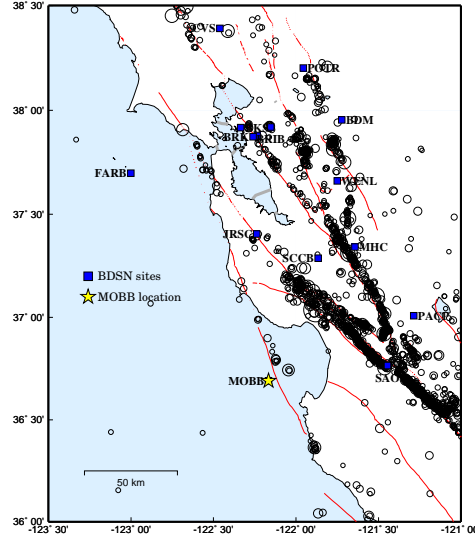 38˚ 30'
CVS
POTR
38˚ 00'
BDM
BRK
BRIB
WENL
FARB
37˚ 30'
JRSC
MHC
SCCB
BDSN sites
MOBB location
37˚ 00'
PACP
SAO
MOBB
36˚ 30'
50 km
36˚ 00'
-123˚ 30' -123˚ 00' -122˚ 30' -122˚ 00' -121˚ 30' -121˚ 00'